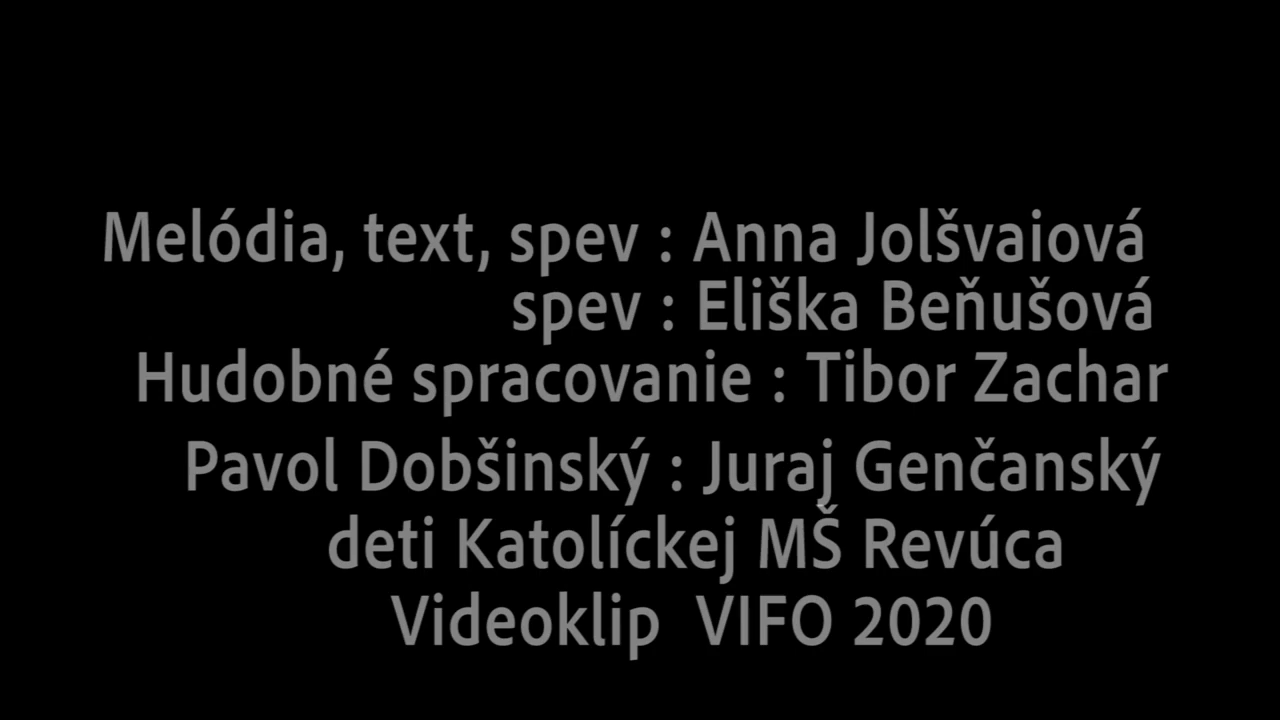 Melódia, text, spev : Anna Jolšvaiová
spev : Eliška Beňušová
Hudobné spracovanie : Tibor Zachar
Pavol Dobšinský : Juraj Genčanský
deti Katolíckej MŠ Revúca
Videoklip VIFO 2020